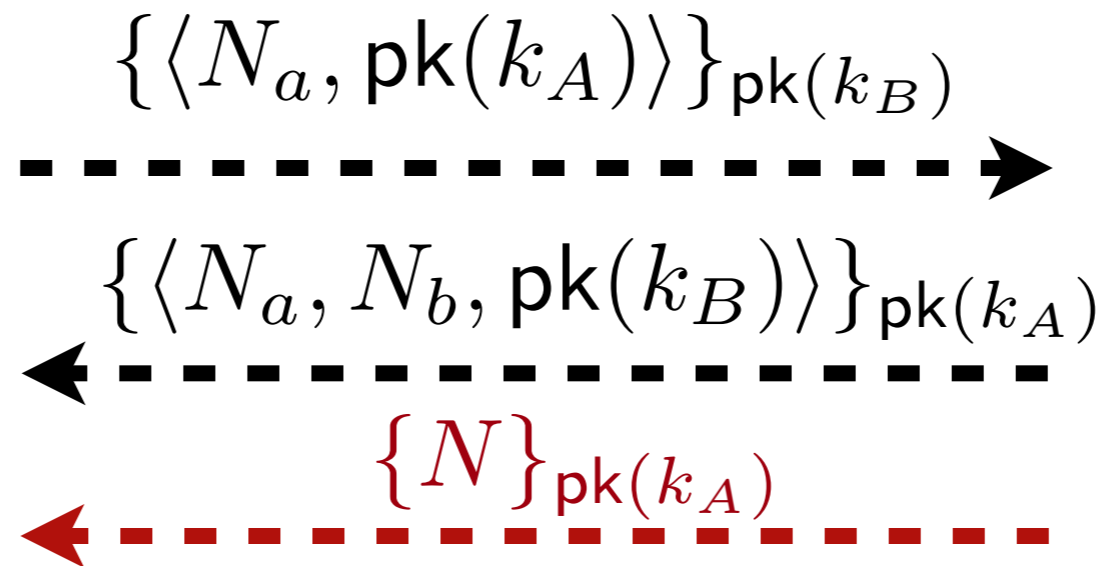 {⟨N_a, pk(k_A)⟩}_pk(k_B)
{⟨N_a, N_b, pk(k_B)⟩}_pk(k_A)
{N}_pk(k_A)